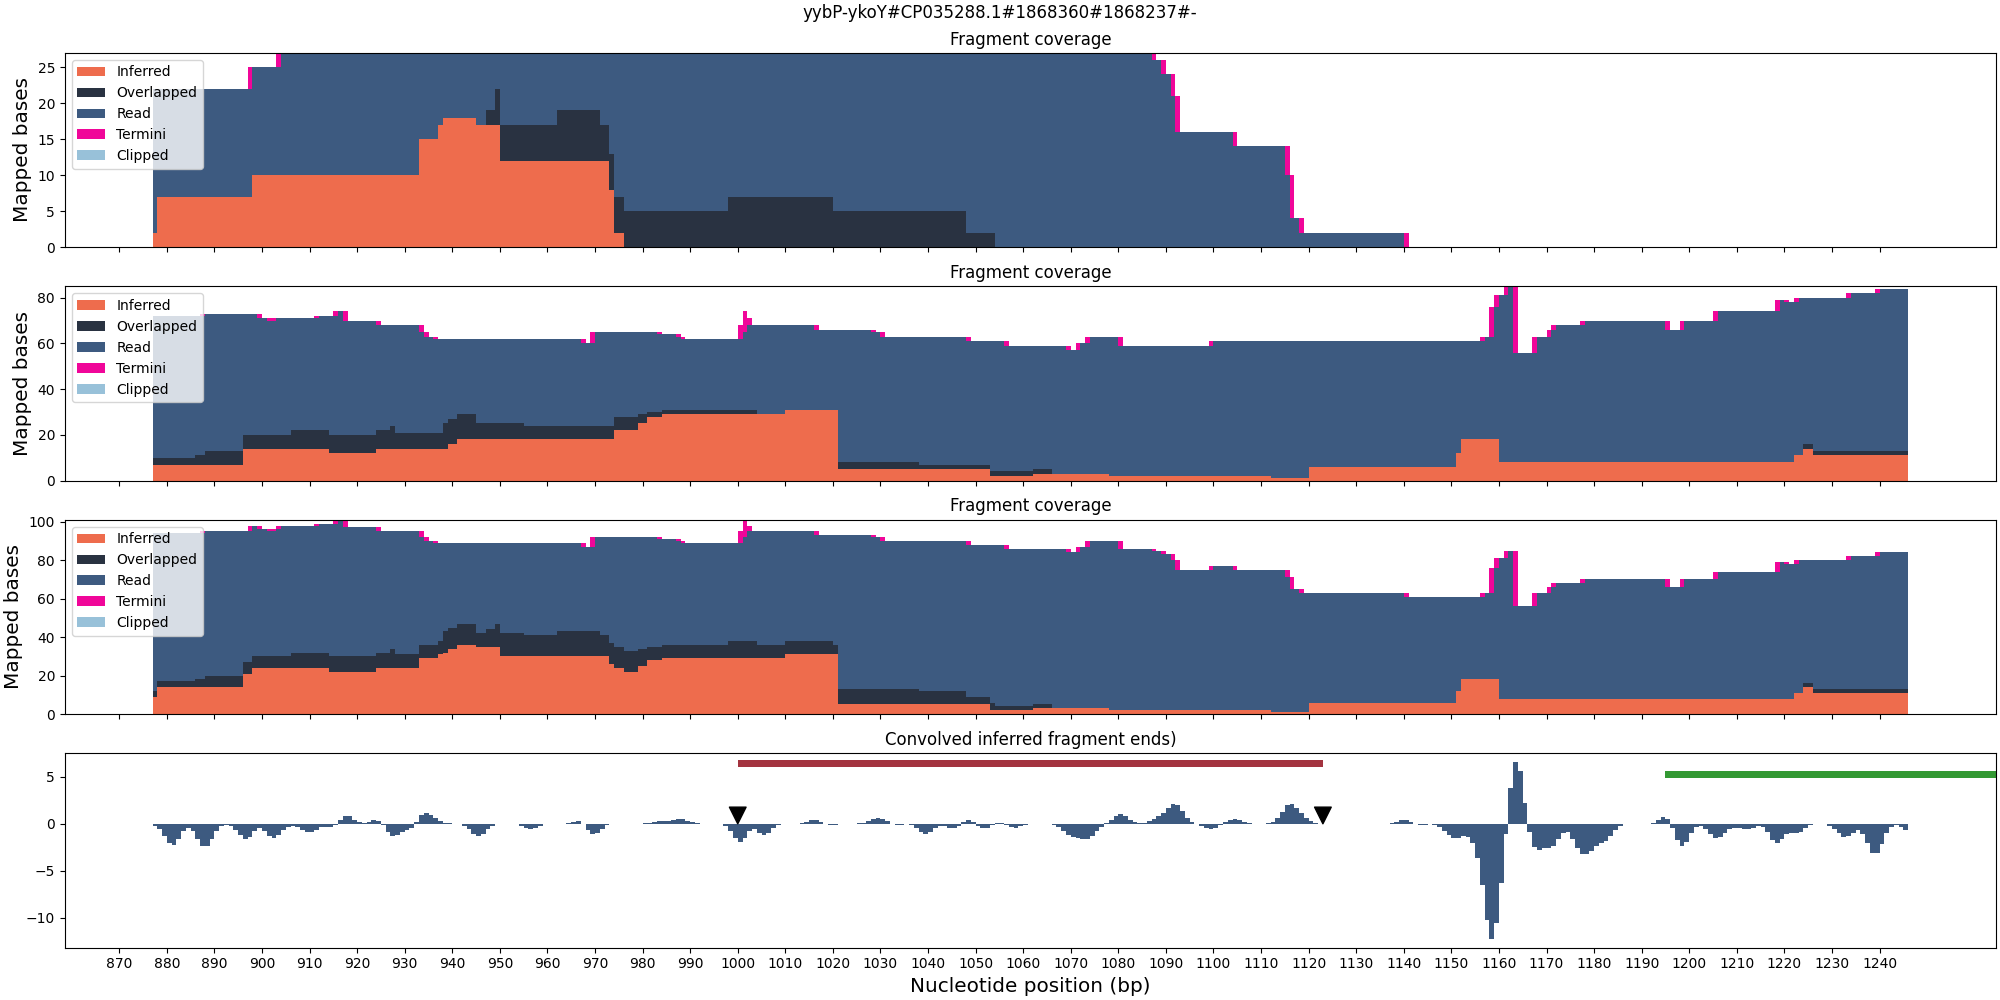 yybP-ykoY#CP035288.1#1868360#1868237#-
Fragment coverage
Mapped bases
25
20
15
10
5
0
Inferred
Overlapped
Read
Termini
Clipped
Fragment coverage
Mapped bases
80
60
40
20
0
Inferred
Overlapped
Read
Termini
Clipped
Fragment coverage
Mapped bases
100
80
60
40
20
0
Inferred
Overlapped
Read
Termini
Clipped
Convolved inferred fragment ends)
5
0
−5
−10
870 880 890 900 910 920 930 940 950 960 970 980 990 1000 1010 1020 1030 1040 1050 1060 1070 1080 1090 1100 1110 1120 1130 1140 1150 1160 1170 1180 1190 1200 1210 1220 1230 1240
Nucleotide position (bp)